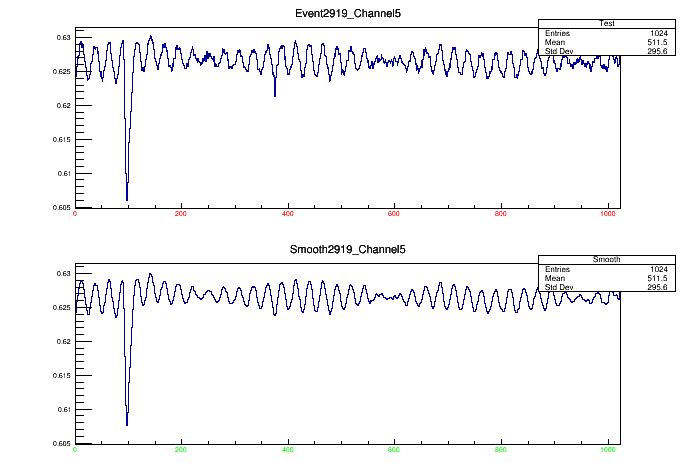 Event2919_Channel5
Test
Entries 1024
Mean 511.5
Std Dev 295.6
0.63
0.625
0.62
0.615
0.61
0.605
0 200 400 600 800 1000
Smooth2919_Channel5
Smooth
Entries 1024
Mean 511.5
Std Dev 295.6
0.63
0.625
0.62
0.615
0.61
0.605
0 200 400 600 800 1000